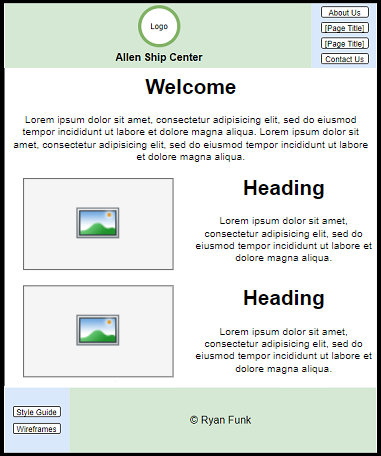 Logo
Allen Ship Center
About Us
[Page Title]
[Page Title]
Contact Us
Welcome
Lorem ipsum dolor sit amet, consectetur adipisicing elit, sed do eiusmod
tempor incididunt ut labore et dolore magna aliqua. Lorem ipsum dolor sit
amet, consectetur adipisicing elit, sed do eiusmod tempor incididunt ut labore
et dolore magna aliqua.
Heading
Lorem ipsum dolor sit amet,
consectetur adipisicing elit, sed do
eiusmod tempor incididunt ut labore et
dolore magna aliqua.
Heading
Lorem ipsum dolor sit amet,
consectetur adipisicing elit, sed do
eiusmod tempor incididunt ut labore et
dolore magna aliqua.
Style Guide
Wireframes
© Ryan Funk